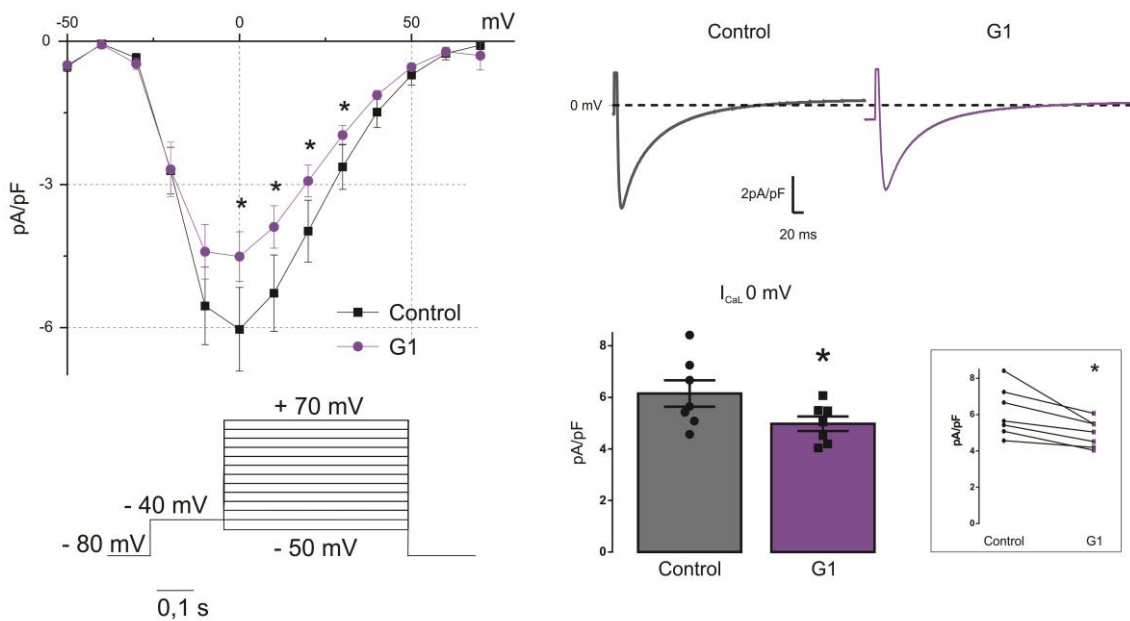 -50 0 50 mV
0
-3
-6
pA/pF
* * * *
Control
G1
+ 70 mV
- 40 mV
- 80 mV
- 50 mV
0,1 s
Control G1
0 mV
2pA/pF
20 ms
I_CaL 0 mV
8
6
4
2
0
pA/pF
*
Control G1
8
6
4
2
0
pA/pF
*
Control G1